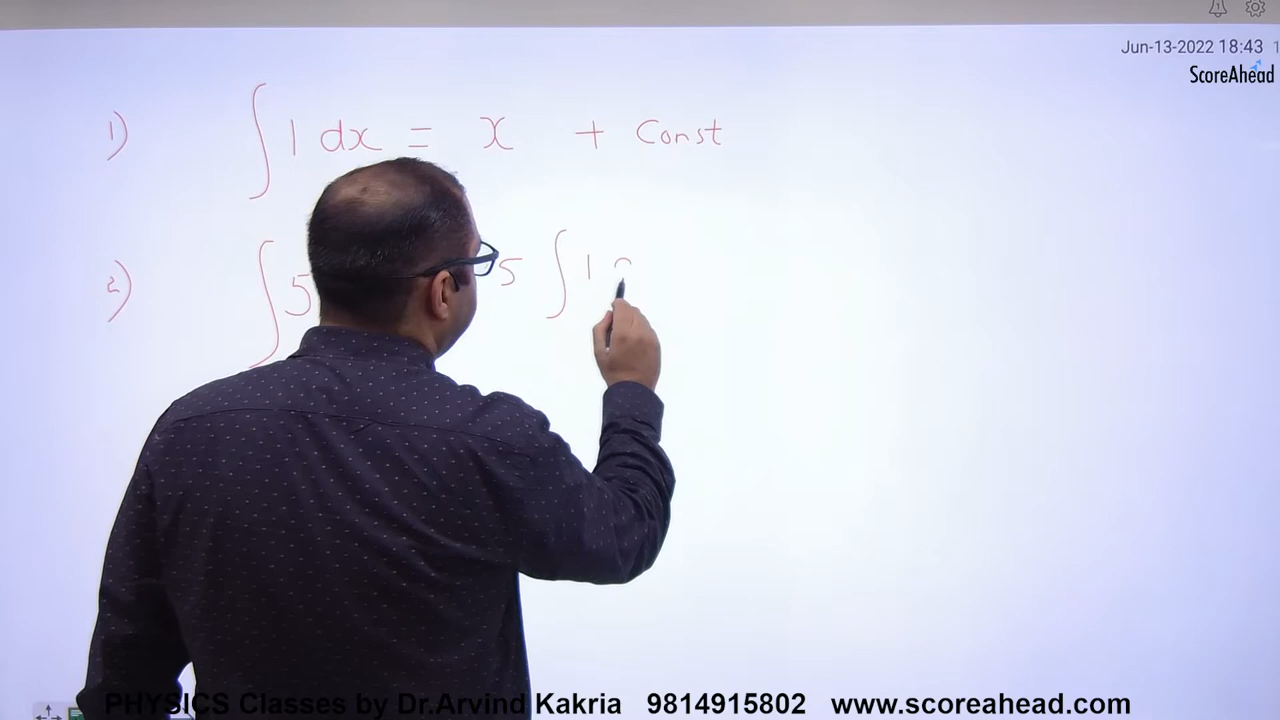 Jun-13-2022 18:43 1
ScoreAhead
1) ∫ 1 dx = x + Const
2) ∫ 5 5 ∫ 1
PHYSICS Classes by Dr.Arvind Kakria 9814915802 www.scoreahead.com